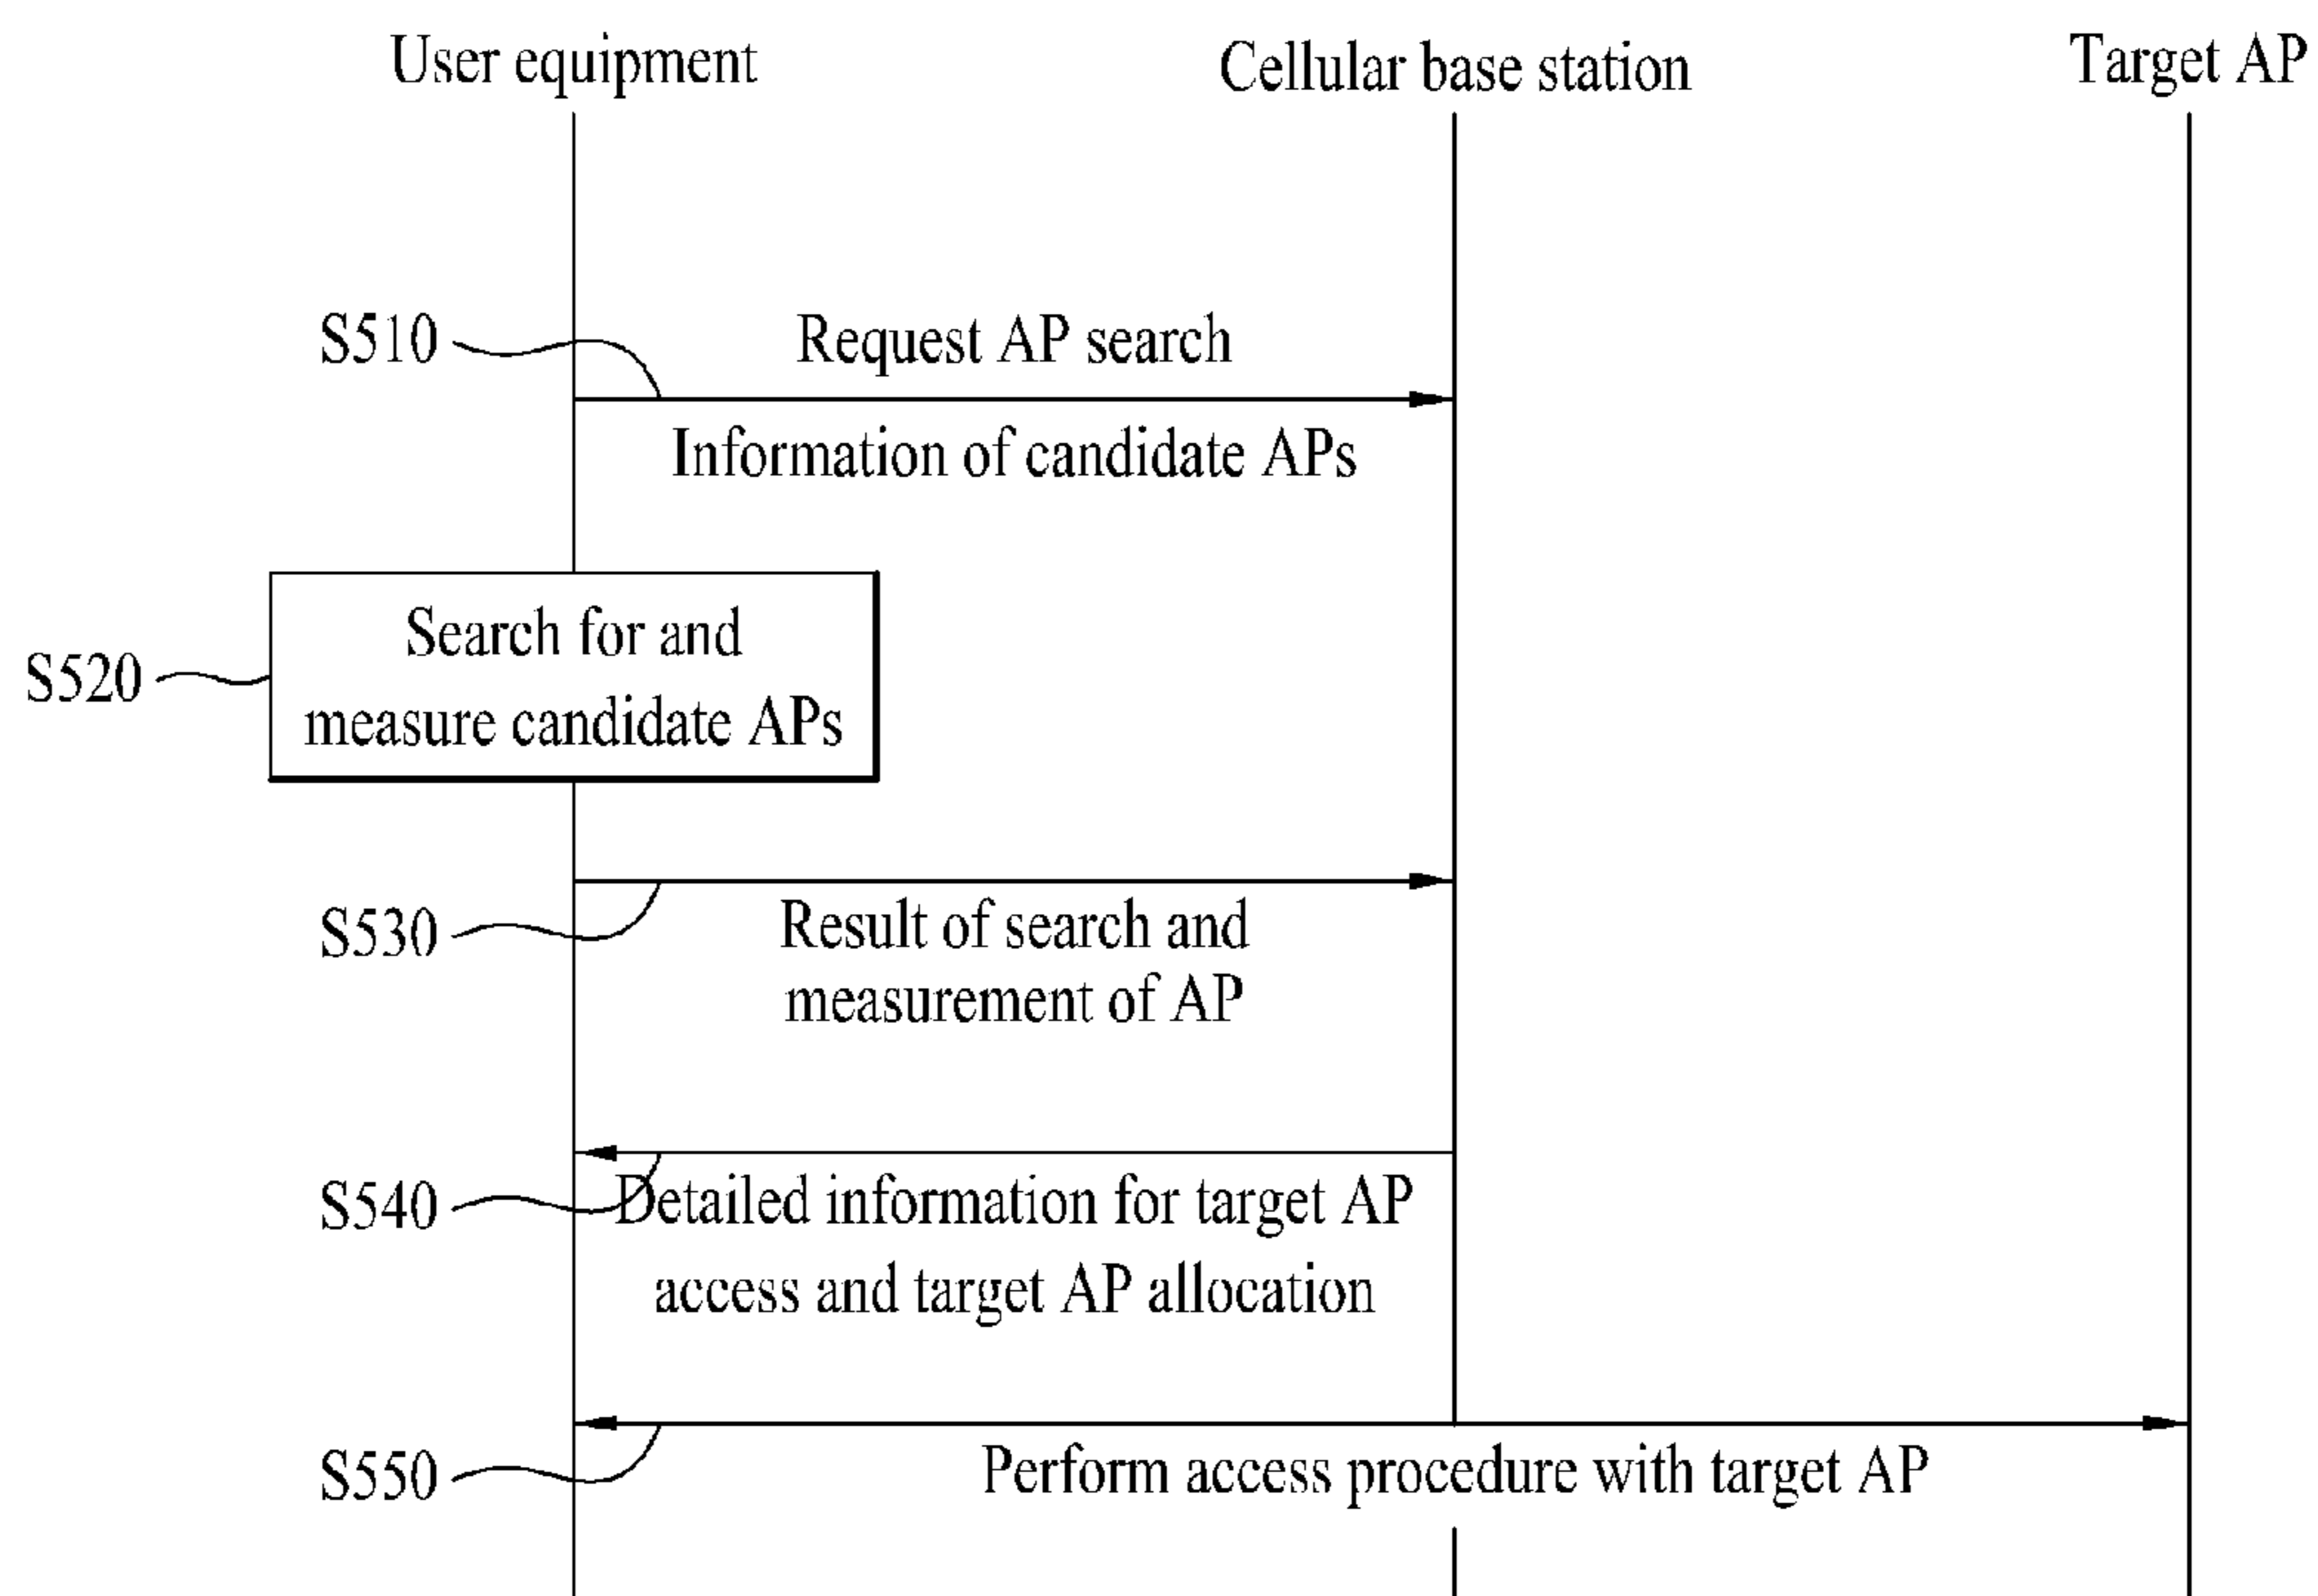 User equipment
Cellular base station
Target AP
S510
Request AP search
Information of candidate APs
S520
Search for and
measure candidate APs
S530
Result of search and
measurement of AP
S540
Detailed information for target AP
access and target AP allocation
S550
Perform access procedure with target AP